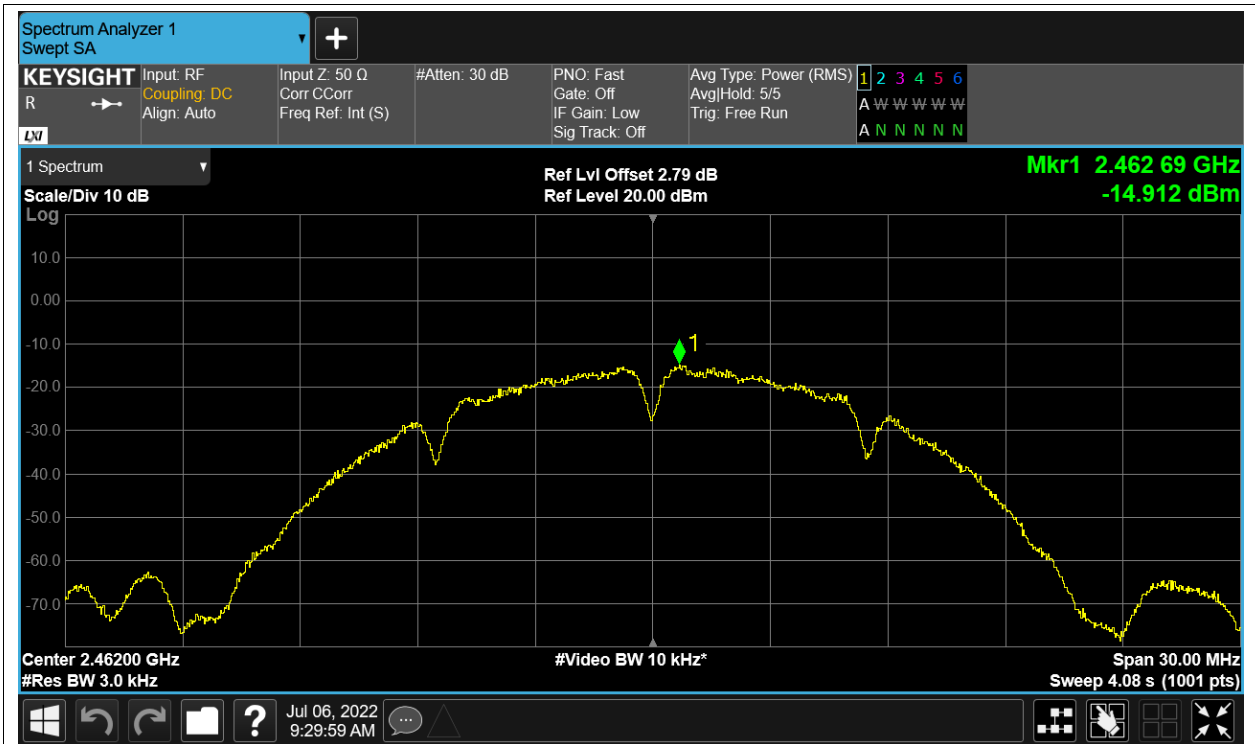 Spectrum Analyzer 1
Swept SA
+
KEYSIGHT
R
LXI
Input: RF
Coupling: DC
Align: Auto
Input Z: 50 Ω
Corr CCorr
Freq Ref: Int (S)
#Atten: 30 dB
PNO: Fast
Gate: Off
IF Gain: Low
Sig Track: Off
Avg Type: Power (RMS)
Avg|Hold: 5/5
Trig: Free Run
1 2 3 4 5 6
A W W W W W
A N N N N N
1 Spectrum
Scale/Div 10 dB
Log
Ref Lvl Offset 2.79 dB
Ref Level 20.00 dBm
Mkr1 2.462 69 GHz
-14.912 dBm
10.0
0.00
-10.0
-20.0
-30.0
-40.0
-50.0
-60.0
-70.0
1
Center 2.46200 GHz
#Res BW 3.0 kHz
#Video BW 10 kHz*
Span 30.00 MHz
Sweep 4.08 s (1001 pts)
?
Jul 06, 2022
9:29:59 AM